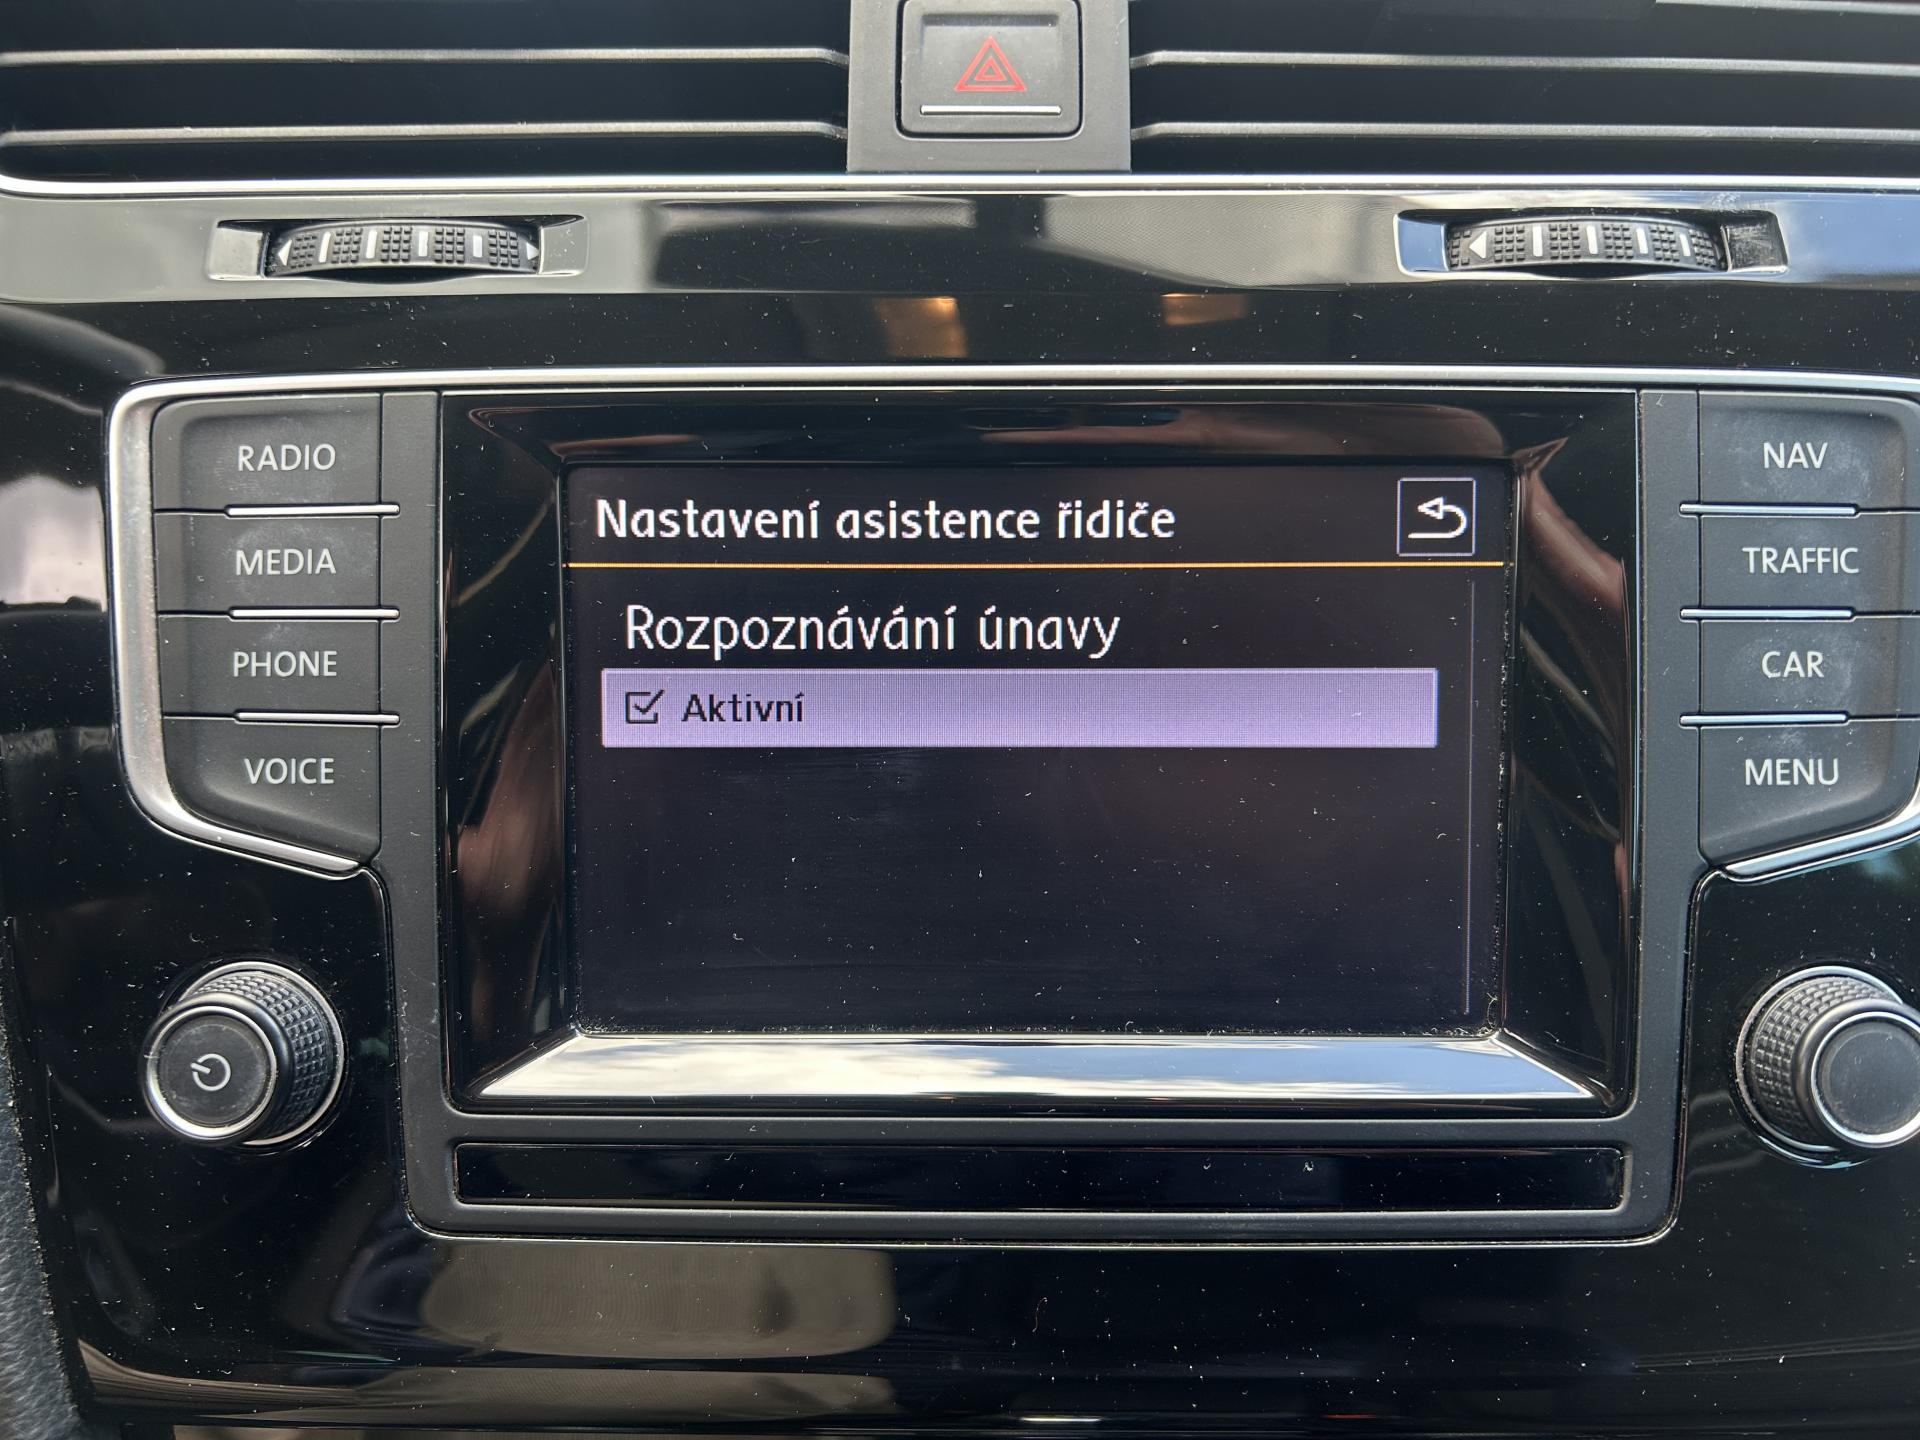 RADIO
MEDIA
PHONE
VOICE
Nastavení asistence řidiče
Rozpoznávání únavy
Aktivní
NAV
TRAFFIC
CAR
MENU